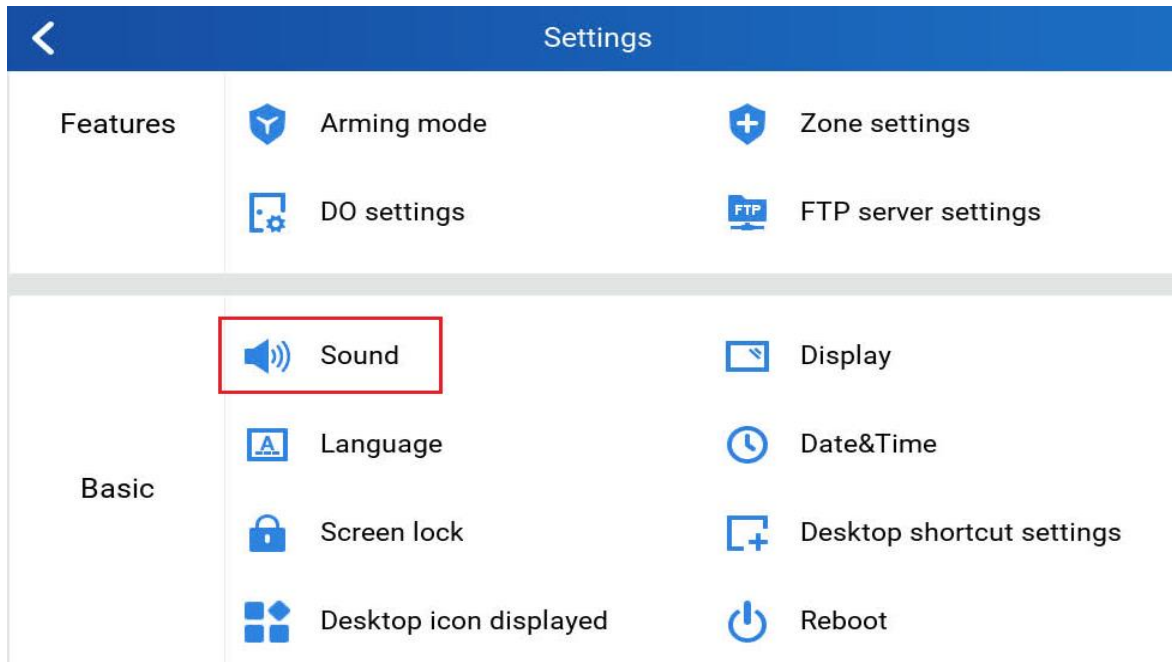 Settings
Features
Arming mode
Zone settings
DO settings
FTP
FTP server settings
Basic
Sound
Display
A
Language
Date&Time
Screen lock
Desktop shortcut settings
Desktop icon displayed
Reboot